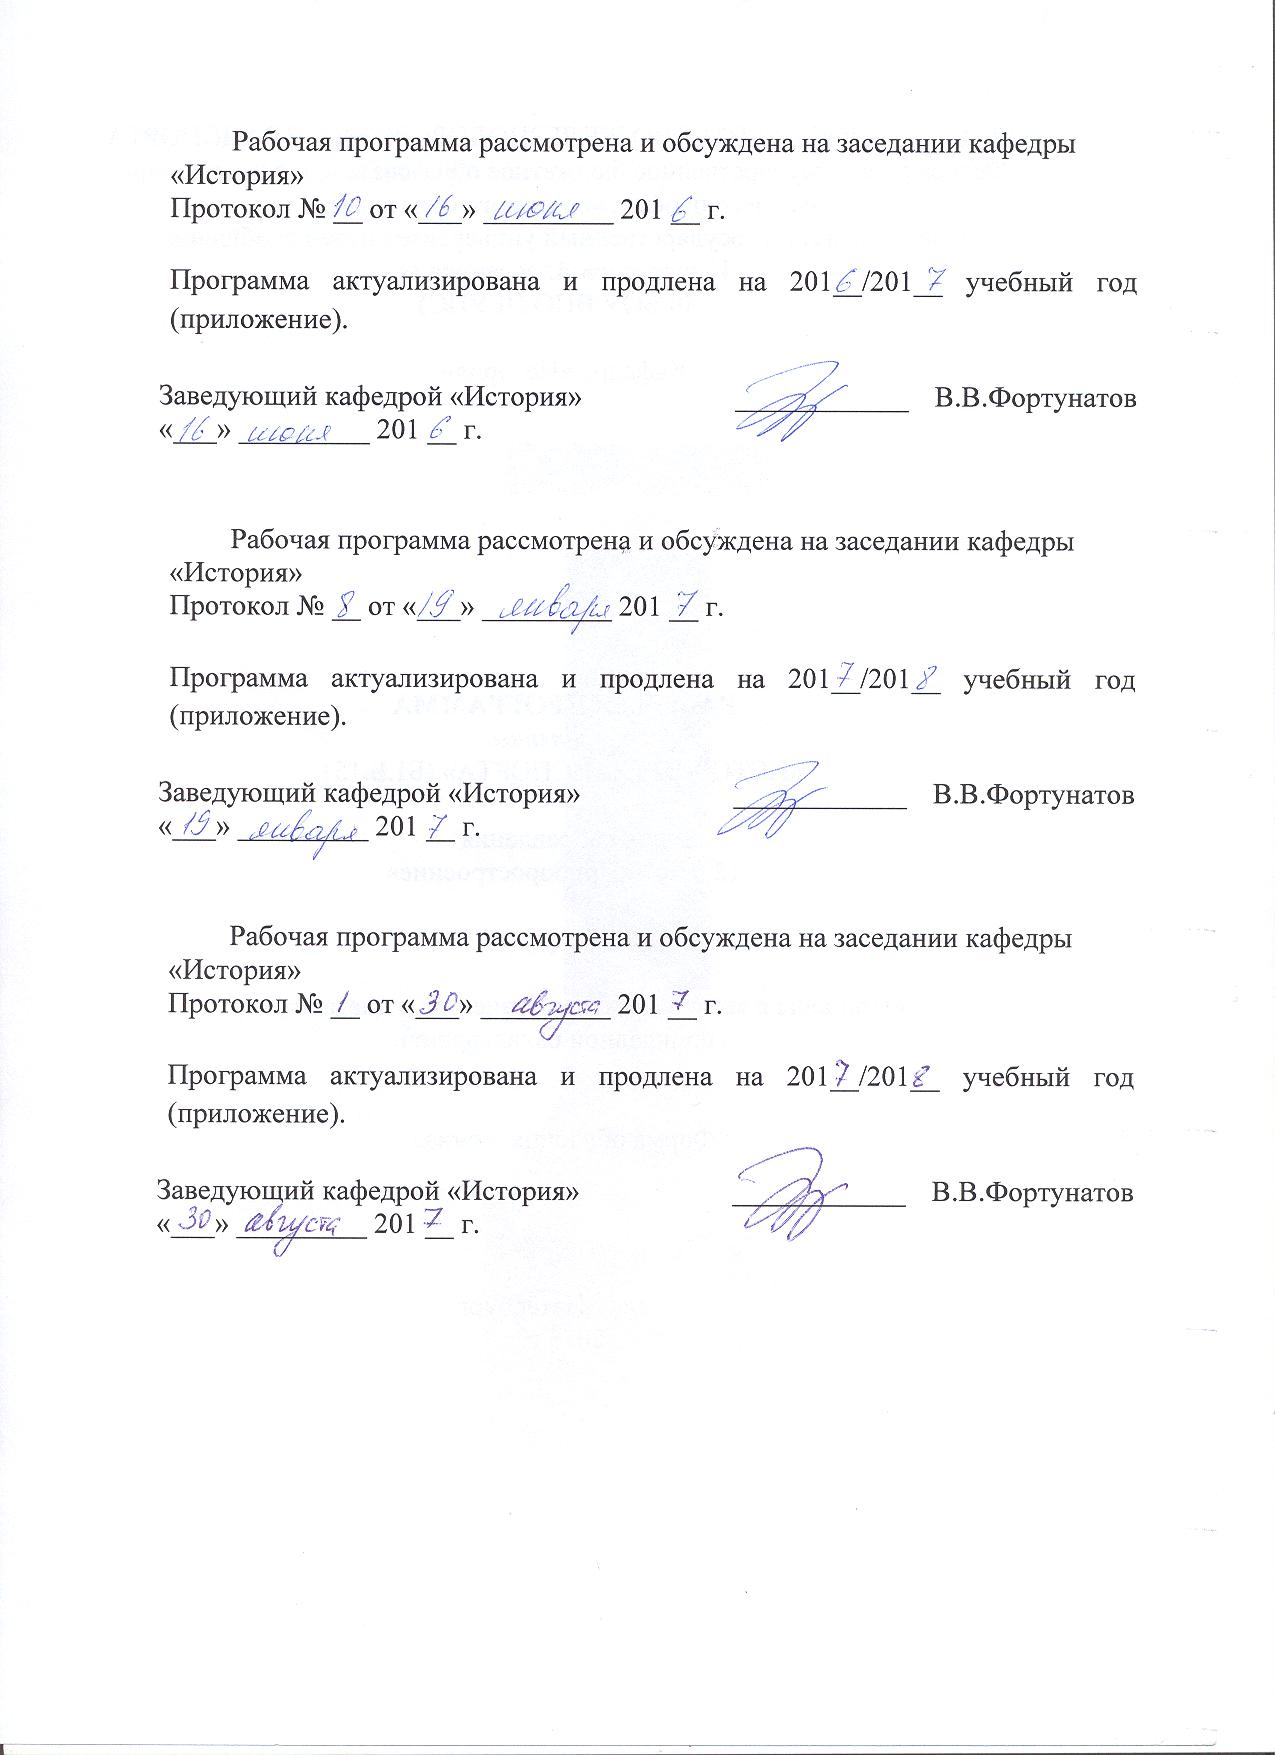 Рабочая программа рассмотрена и обсуждена на заседании кафедры
«История»
Протокол № 10 от «16» июня 2016 г.
Программа актуализирована и продлена на 2016/2017 учебный год
(приложение).
Заведующий кафедрой «История» В.В.Фортунатов
«16» июня 2016 г.
Рабочая программа рассмотрена и обсуждена на заседании кафедры
«История»
Протокол № 8 от «19» января 2017 г.
Программа актуализирована и продлена на 2017/2018 учебный год
(приложение).
Заведующий кафедрой «История» В.В.Фортунатов
«19» января 2017 г.
Рабочая программа рассмотрена и обсуждена на заседании кафедры
«История»
Протокол № 1 от «30» августа 2017 г.
Программа актуализирована и продлена на 2017/2018 учебный год
(приложение).
Заведующий кафедрой «История» В.В.Фортунатов
«30» августа 2017 г.